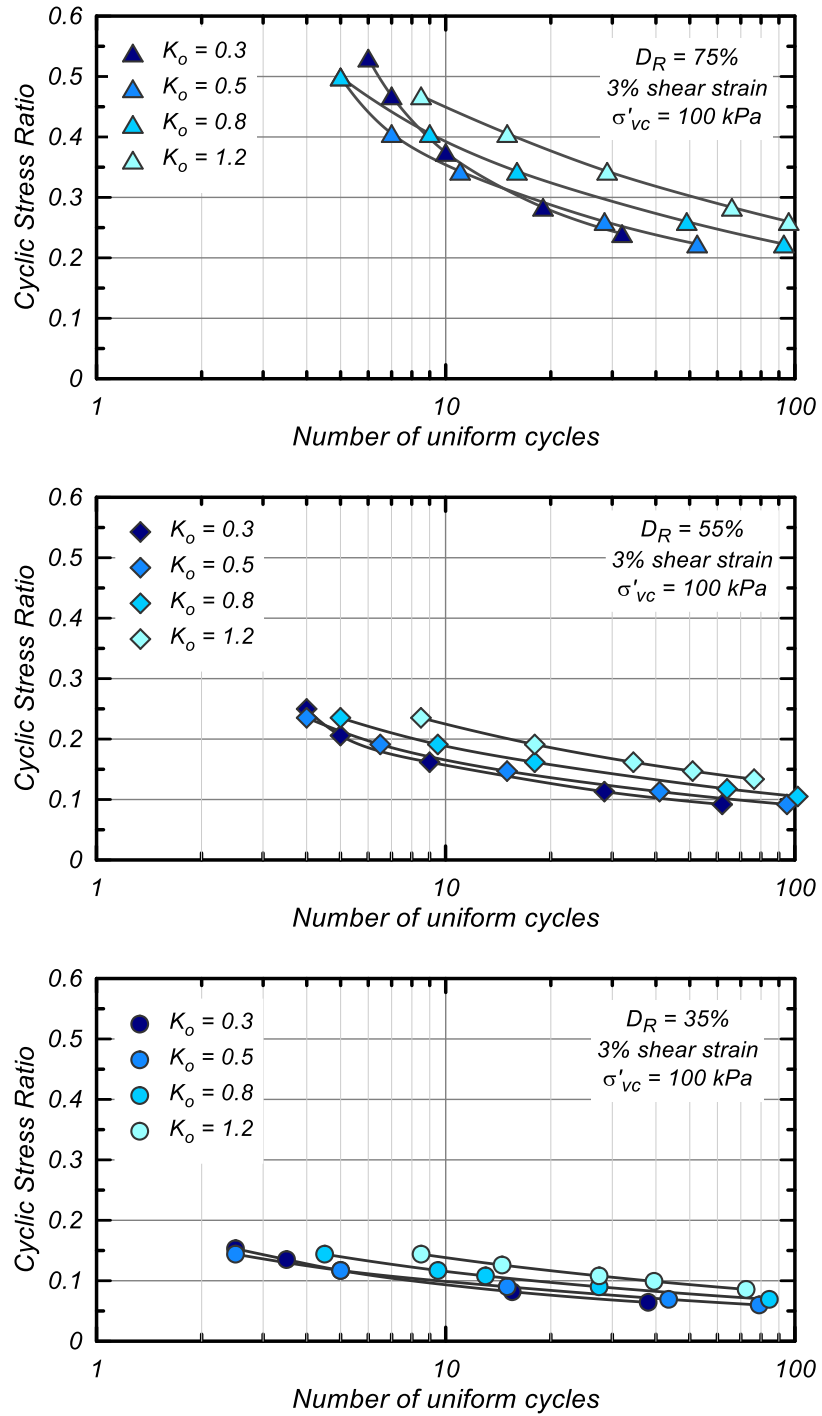 0.6
0.5
0.4
0.3
0.2
0.1
0
Cyclic Stress Ratio
Kₒ = 0.3
Kₒ = 0.5
Kₒ = 0.8
Kₒ = 1.2
D_R = 75%
3% shear strain
σ'vc = 100 kPa
1
10
100
Number of uniform cycles
0.6
0.5
0.4
0.3
0.2
0.1
0
Cyclic Stress Ratio
Kₒ = 0.3
Kₒ = 0.5
Kₒ = 0.8
Kₒ = 1.2
D_R = 55%
3% shear strain
σ'vc = 100 kPa
1
10
100
Number of uniform cycles
0.6
0.5
0.4
0.3
0.2
0.1
0
Cyclic Stress Ratio
Kₒ = 0.3
Kₒ = 0.5
Kₒ = 0.8
Kₒ = 1.2
D_R = 35%
3% shear strain
σ'vc = 100 kPa
1
10
100
Number of uniform cycles